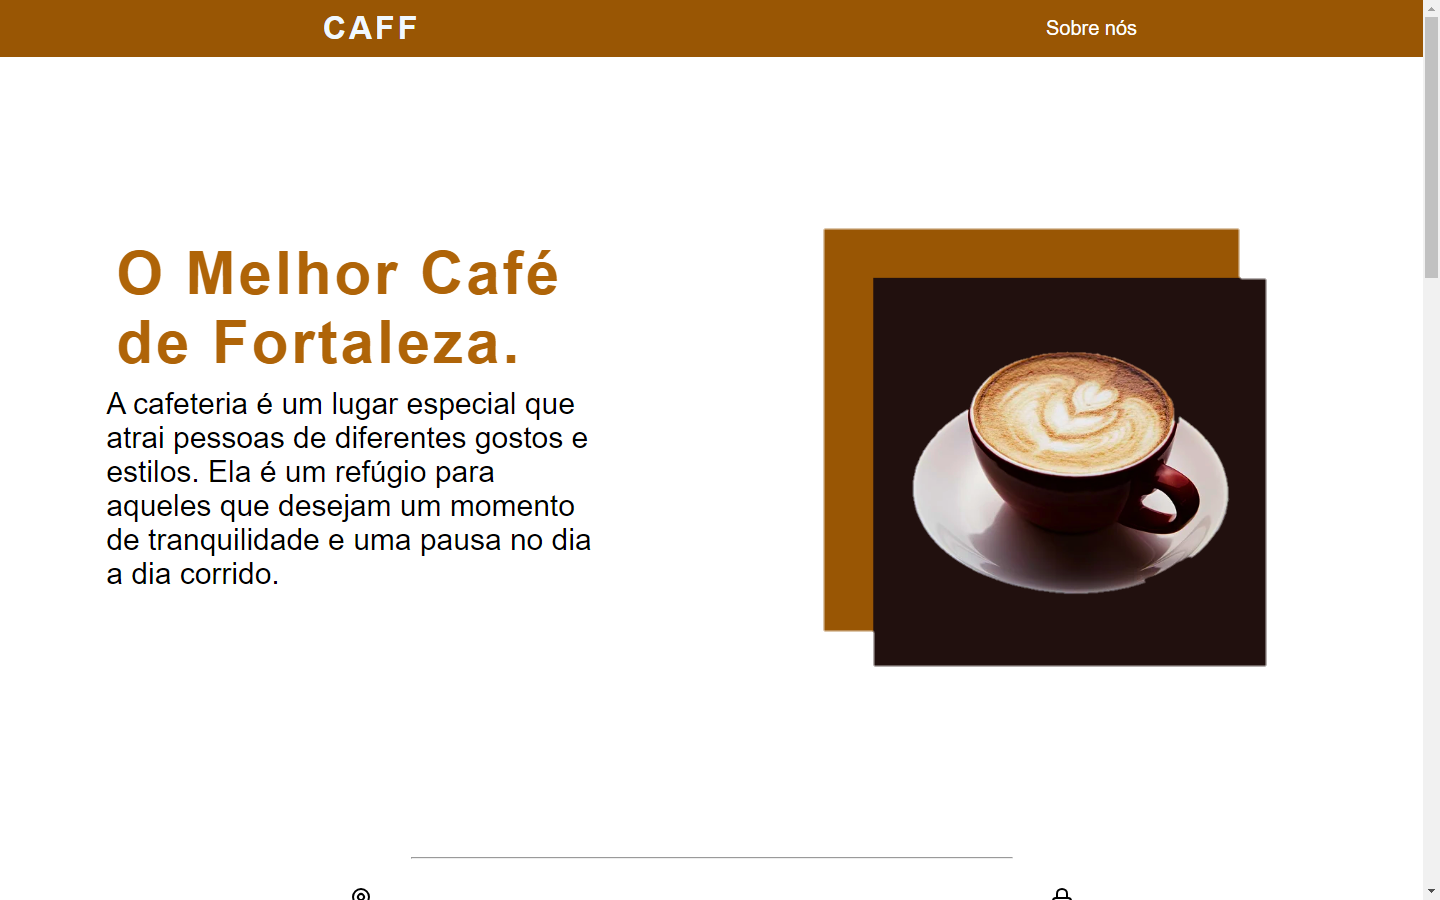 CAFF
Sobre nós
O Melhor Café
de Fortaleza.
A cafeteria é um lugar especial que
atrai pessoas de diferentes gostos e
estilos. Ela é um refúgio para
aqueles que desejam um momento
de tranquilidade e uma pausa no dia
a dia corrido.